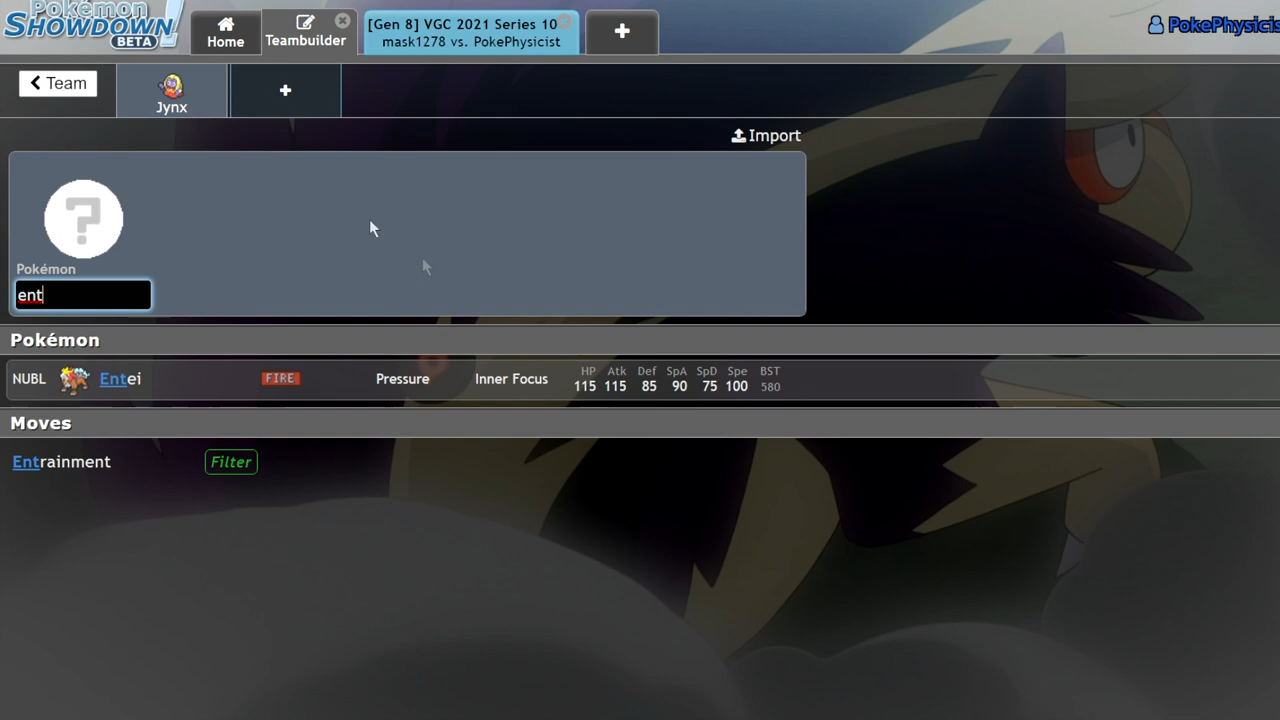 Pokémon
SHOWDOWN!
BETA
Home
Teambuilder
[Gen 8] VGC 2021 Series 10
mask1278 vs. PokePhysicist
+
PokePhysicis
Team
Jynx
+
Import
?
Pokémon
ent
Pokémon
NUBL Entei FIRE Pressure Inner Focus
HP Atk Def SpA SpD Spe BST
115 115 85 90 75 100 580
Moves
Entrainment Filter